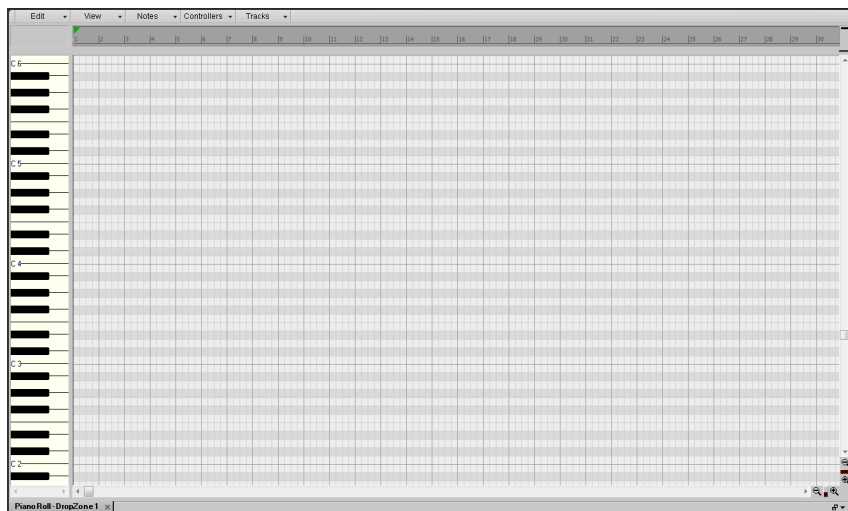 Edit View Notes Controllers Tracks
1 2 3 4 5 6 7 8 9 10 11 12 13 14 15 16 17 18 19 20 21 22 23 24 25 26 27 28 29 30
C 6
C 5
C 4
C 3
C 2
Piano Roll - DropZone 1